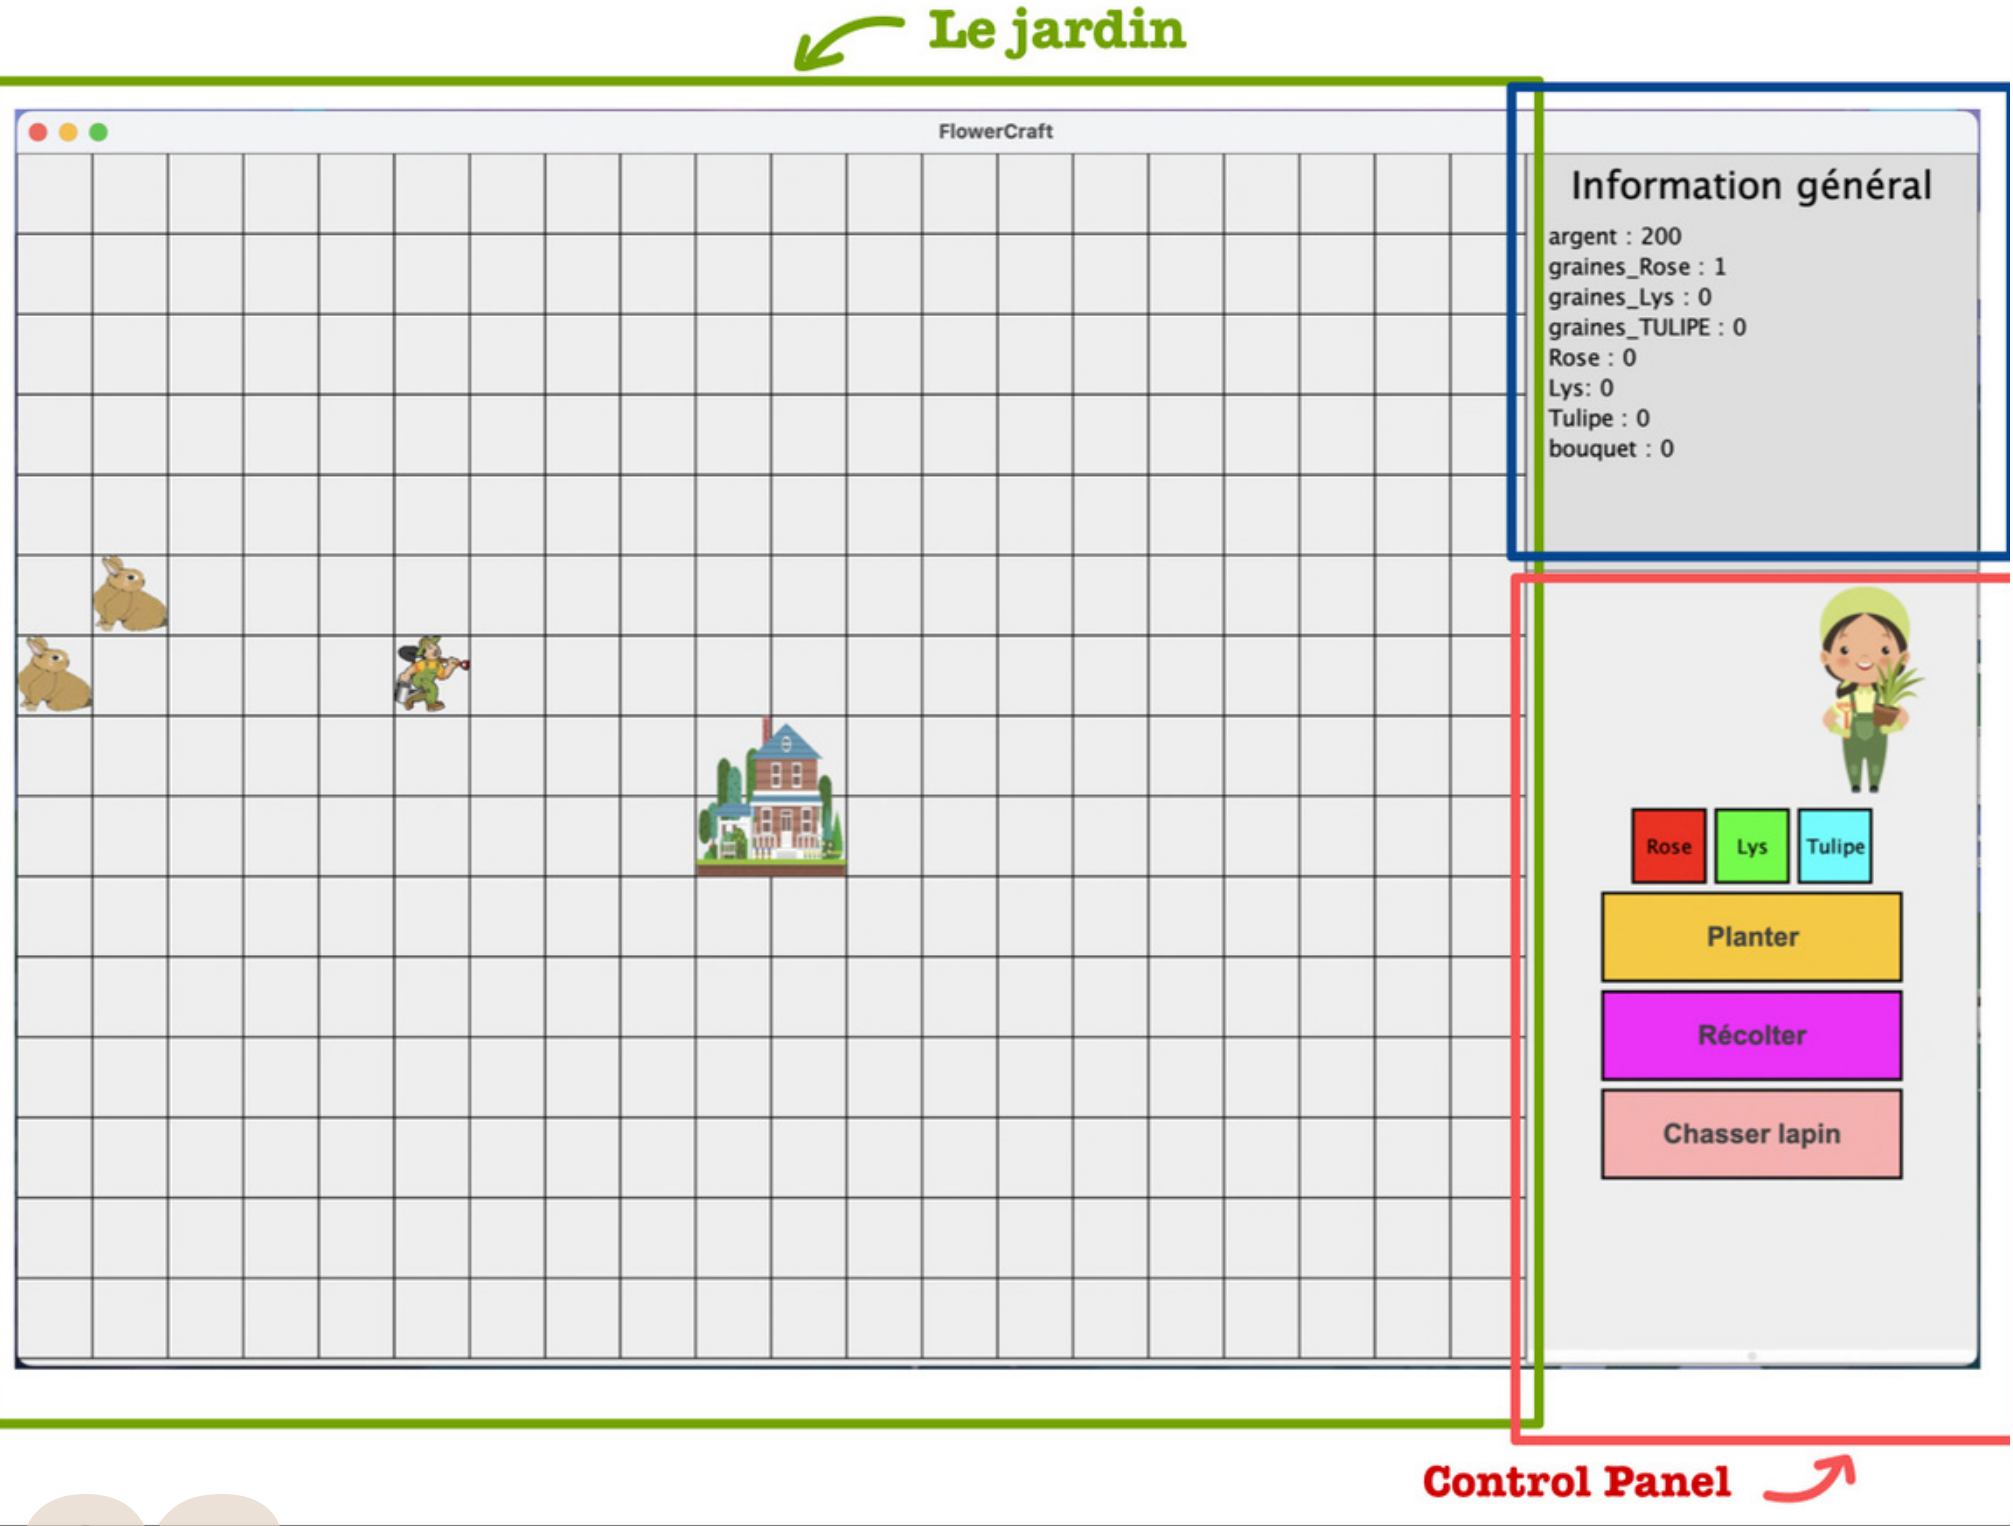 Le jardin
FlowerCraft
Information général
argent : 200
graines_Rose : 1
graines_Lys : 0
graines_TULIPE : 0
Rose : 0
Lys: 0
Tulipe : 0
bouquet : 0
Rose Lys Tulipe
Planter
Récolter
Chasser lapin
Control Panel